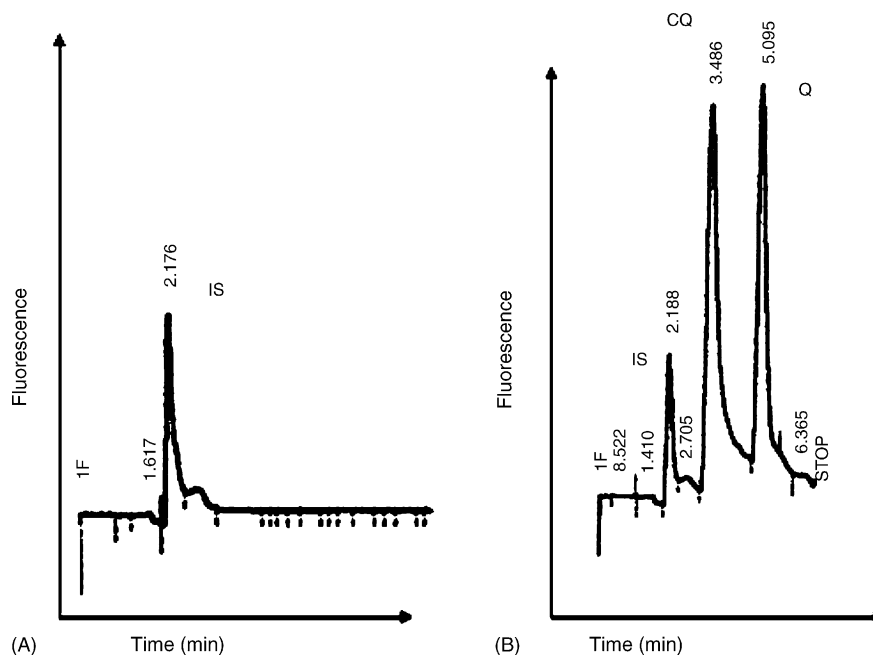 Fluorescence
1F
1.617
2.176
IS
(A)
Time (min)
Fluorescence
1F
8.522
1.410
IS
2.188
2.705
CQ
3.486
5.095
Q
6.365
STOP
(B)
Time (min)